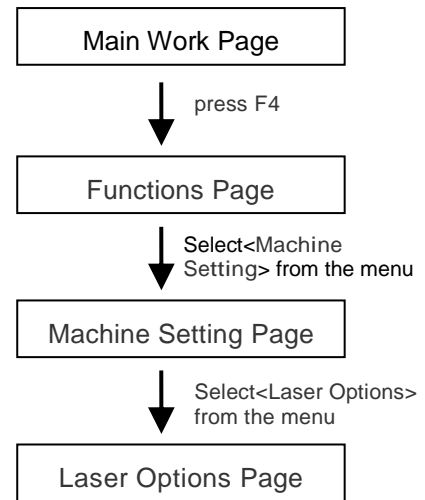 Main Work Page
press F4
Functions Page
Select<Machine
Setting> from the menu
Machine Setting Page
Select<Laser Options>
from the menu
Laser Options Page